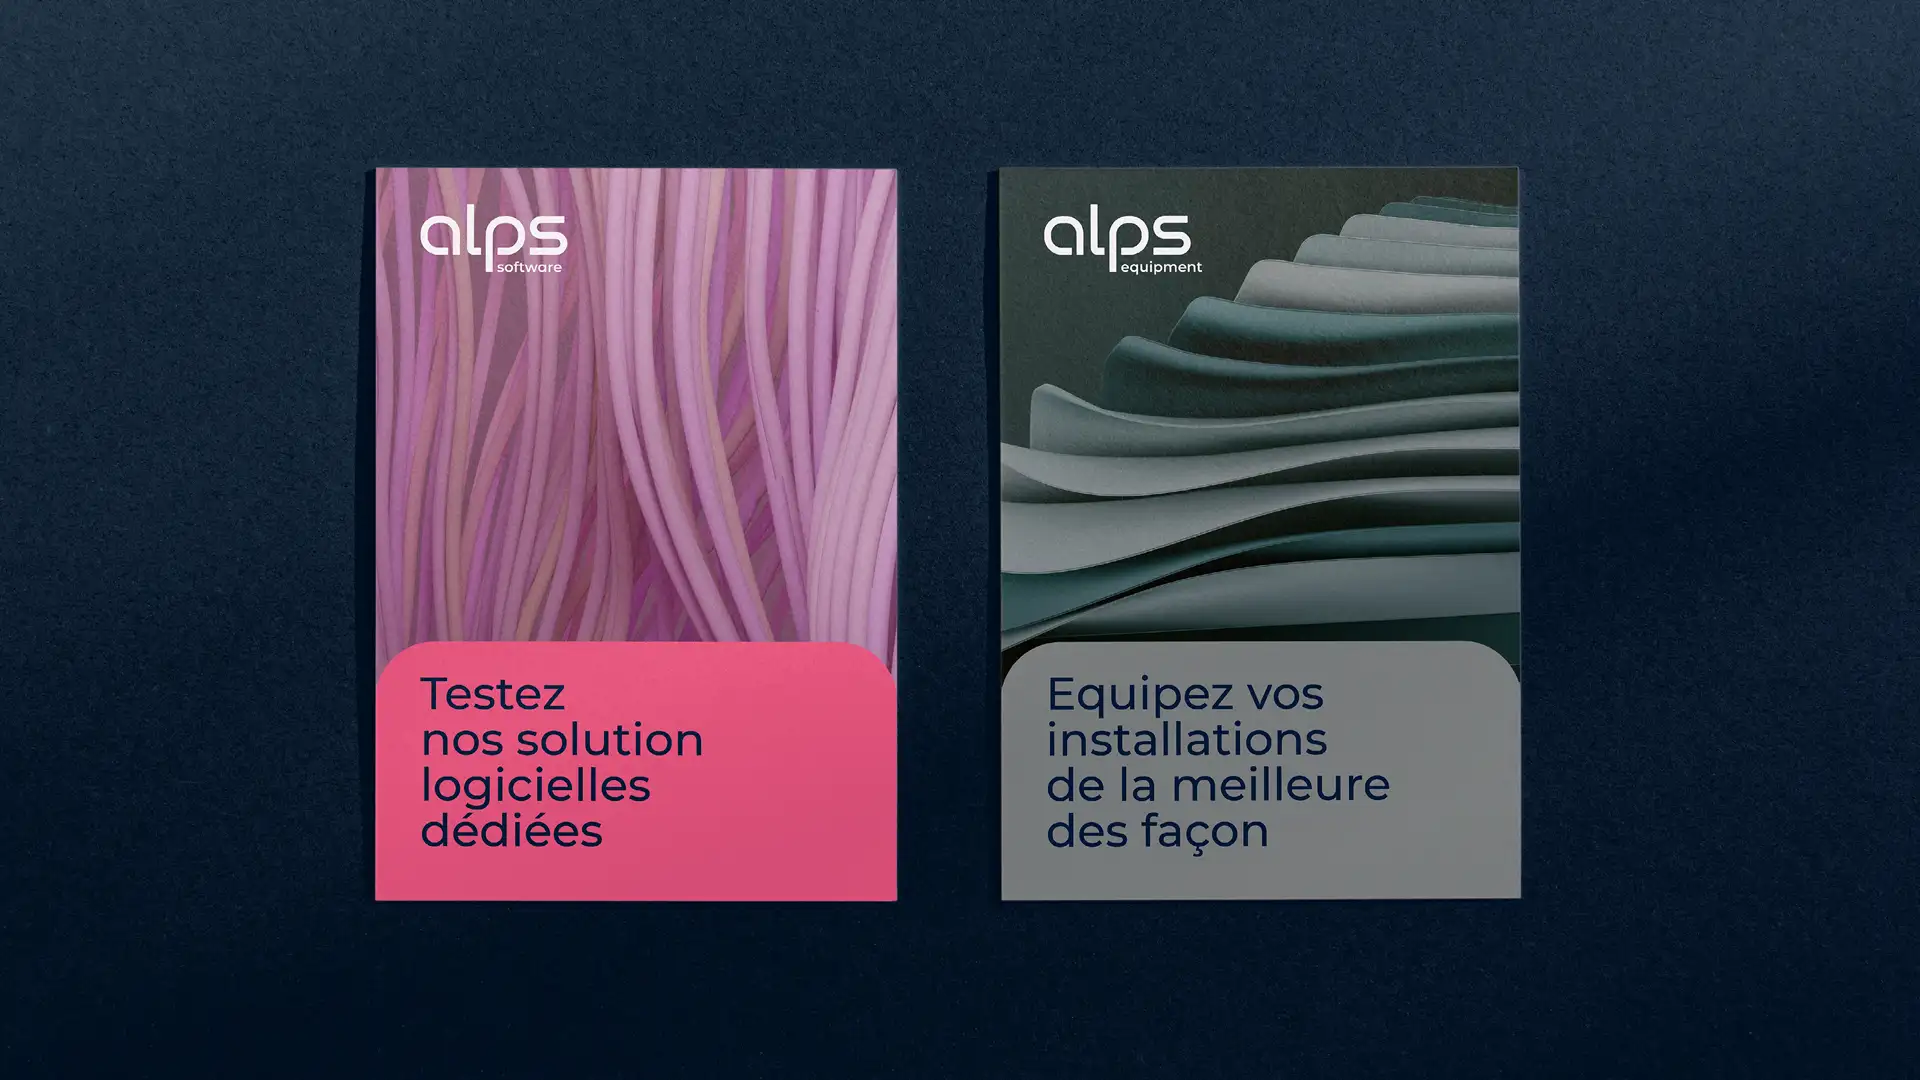 alps
software
Testez
nos solution
logicielles
dédiées
alps
equipment
Equipez vos
installations
de la meilleure
des façon